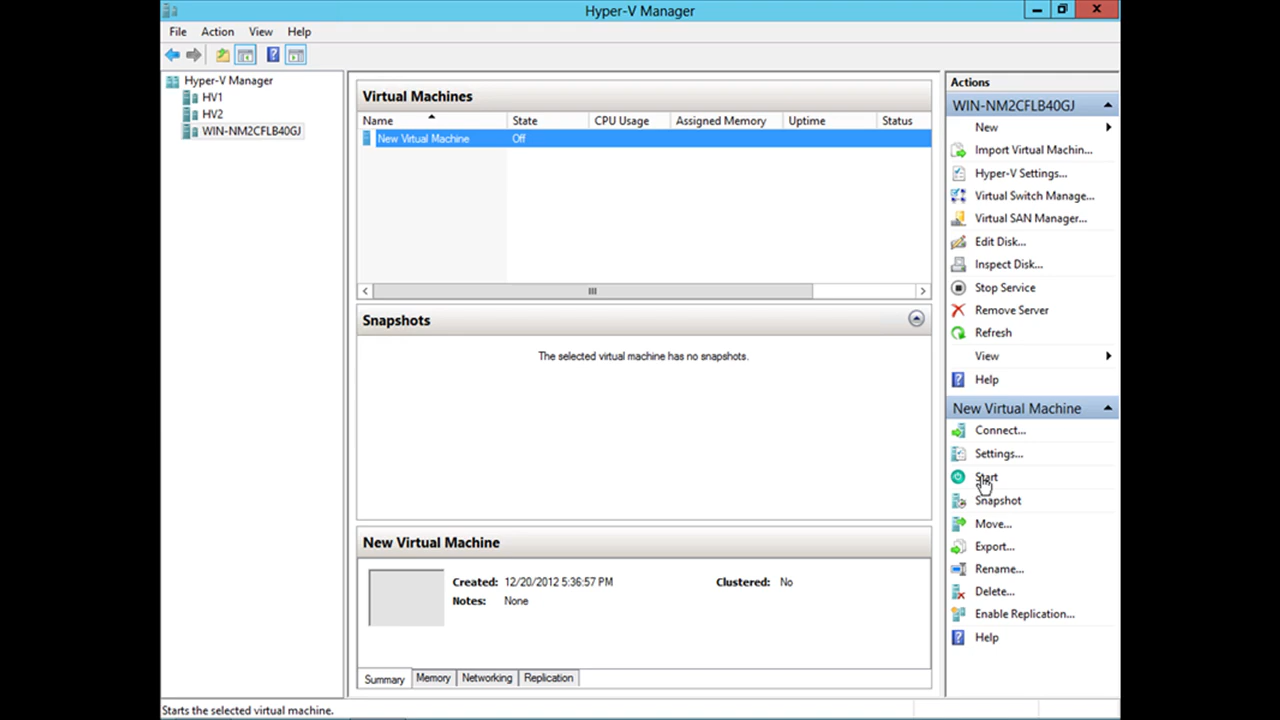 Hyper-V Manager
File Action View Help
Hyper-V Manager
HV1
HV2
WIN-NM2CFLB40GJ
Virtual Machines
Name State CPU Usage Assigned Memory Uptime Status
New Virtual Machine Off
Snapshots
The selected virtual machine has no snapshots.
New Virtual Machine
Created: 12/20/2012 5:36:57 PM Clustered: No
Notes: None
Summary Memory Networking Replication
Actions
WIN-NM2CFLB40GJ
New
Import Virtual Machin...
Hyper-V Settings...
Virtual Switch Manage...
Virtual SAN Manager...
Edit Disk...
Inspect Disk...
Stop Service
Remove Server
Refresh
View
Help
New Virtual Machine
Connect...
Settings...
Start
Snapshot
Move...
Export...
Rename...
Delete...
Enable Replication...
Help
Starts the selected virtual machine.